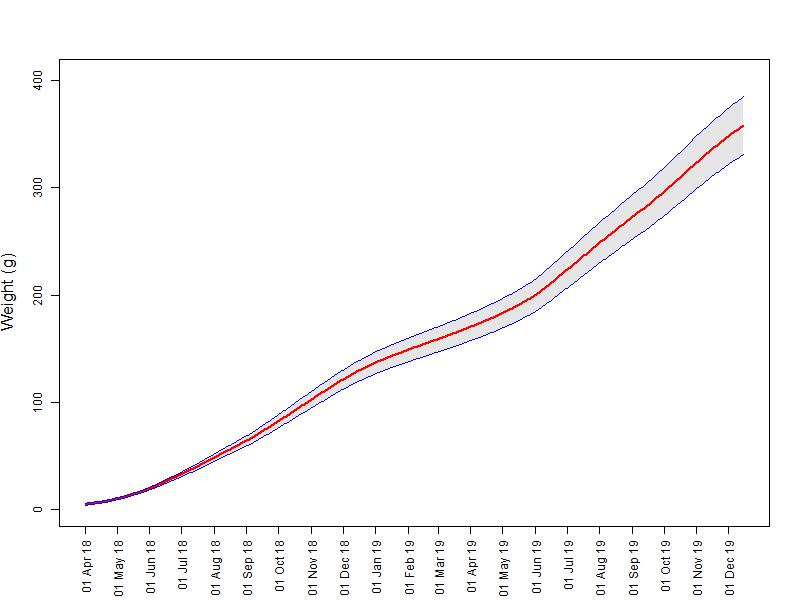 400
300
200
100
0
Weight (g)
01 Apr 18
01 May 18
01 Jun 18
01 Jul 18
01 Aug 18
01 Sep 18
01 Oct 18
01 Nov 18
01 Dec 18
01 Jan 19
01 Feb 19
01 Mar 19
01 Apr 19
01 May 19
01 Jun 19
01 Jul 19
01 Aug 19
01 Sep 19
01 Oct 19
01 Nov 19
01 Dec 19